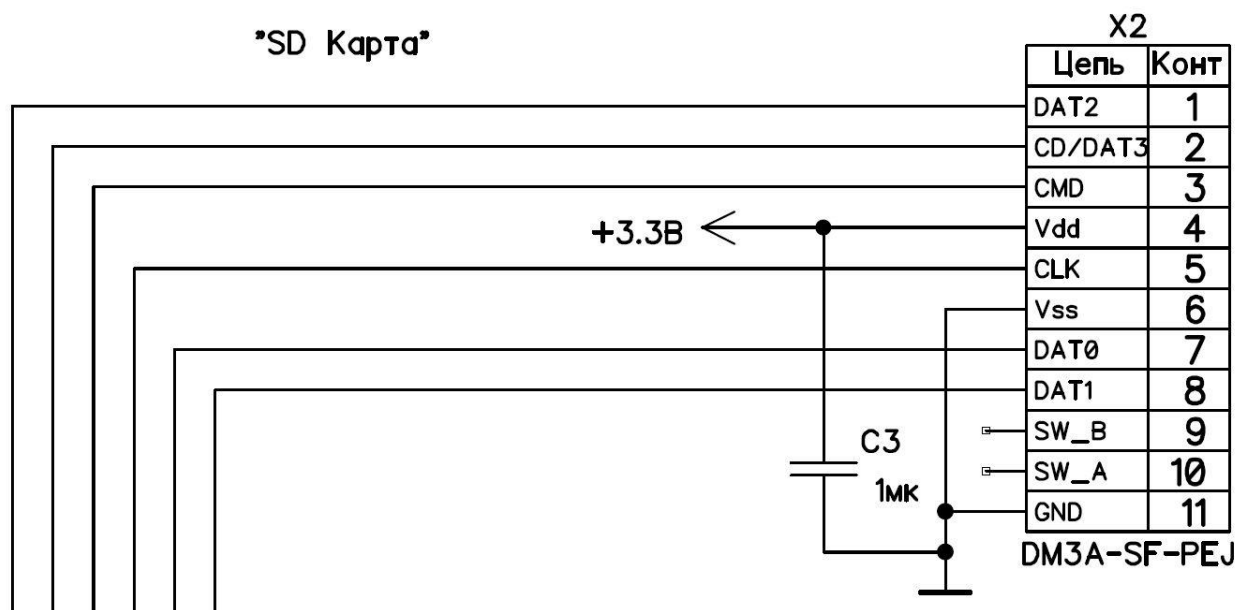 "SD Карта"
X2
Цепь Конт
DAT2 1
CD/DAT3 2
CMD 3
+3.3В Vdd 4
CLK 5
Vss 6
DAT0 7
DAT1 8
C3 SW_B 9
1мк SW_A 10
GND 11
DM3A-SF-PEJ